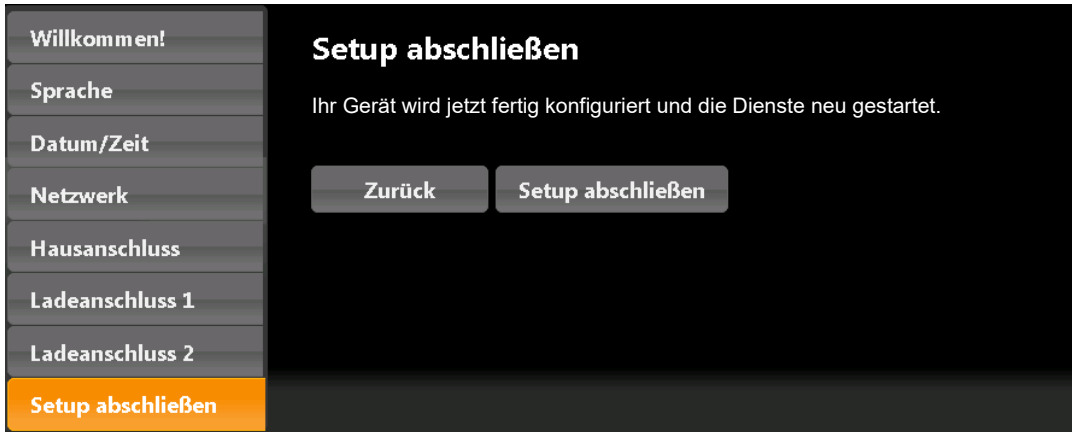 Willkommen!
Sprache
Datum/Zeit
Netzwerk
Hausanschluss
Ladeanschluss 1
Ladeanschluss 2
Setup abschließen
Setup abschließen
Ihr Gerät wird jetzt fertig konfiguriert und die Dienste neu gestartet.
Zurück
Setup abschließen